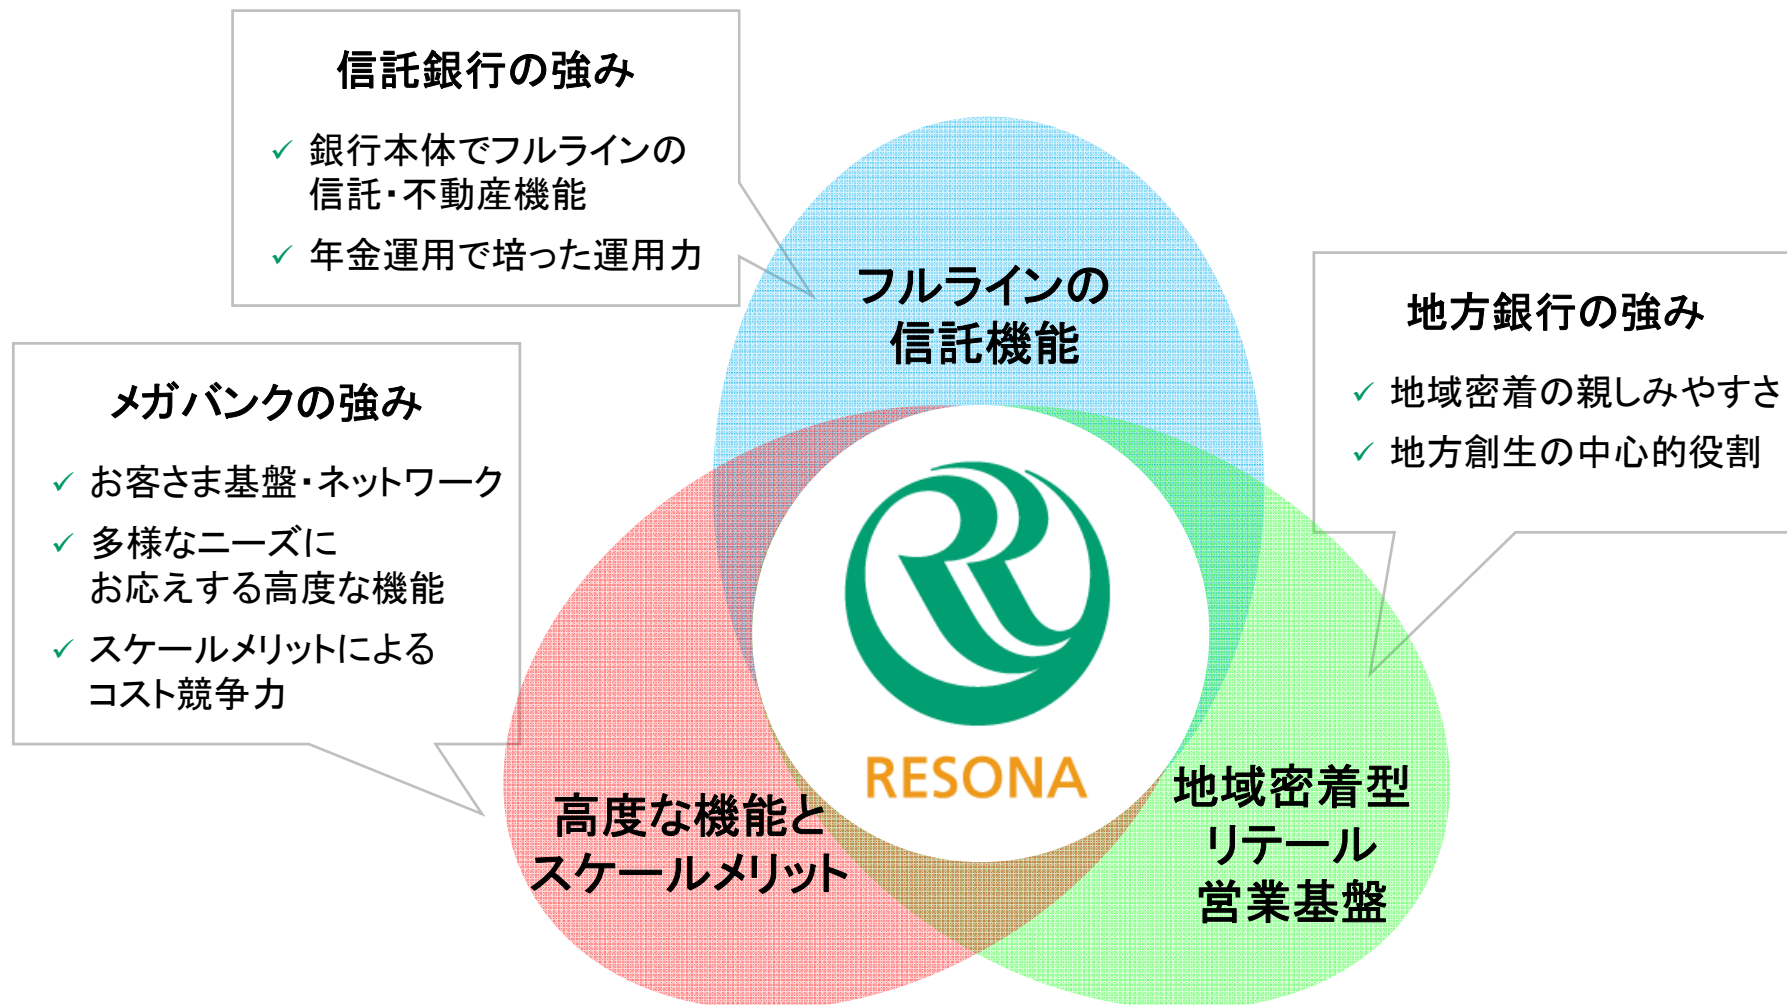 信託銀行の強み
✓ 銀行本体でフルラインの
信託・不動産機能
✓ 年金運用で培った運用力
メガバンクの強み
✓ お客さま基盤・ネットワーク
✓ 多様なニーズに
お応えする高度な機能
✓ スケールメリットによる
コスト競争力
地方銀行の強み
✓ 地域密着の親しみやすさ
✓ 地方創生の中心的役割
フルラインの
信託機能
RESONA
高度な機能と
スケールメリット
地域密着型
リテール
営業基盤